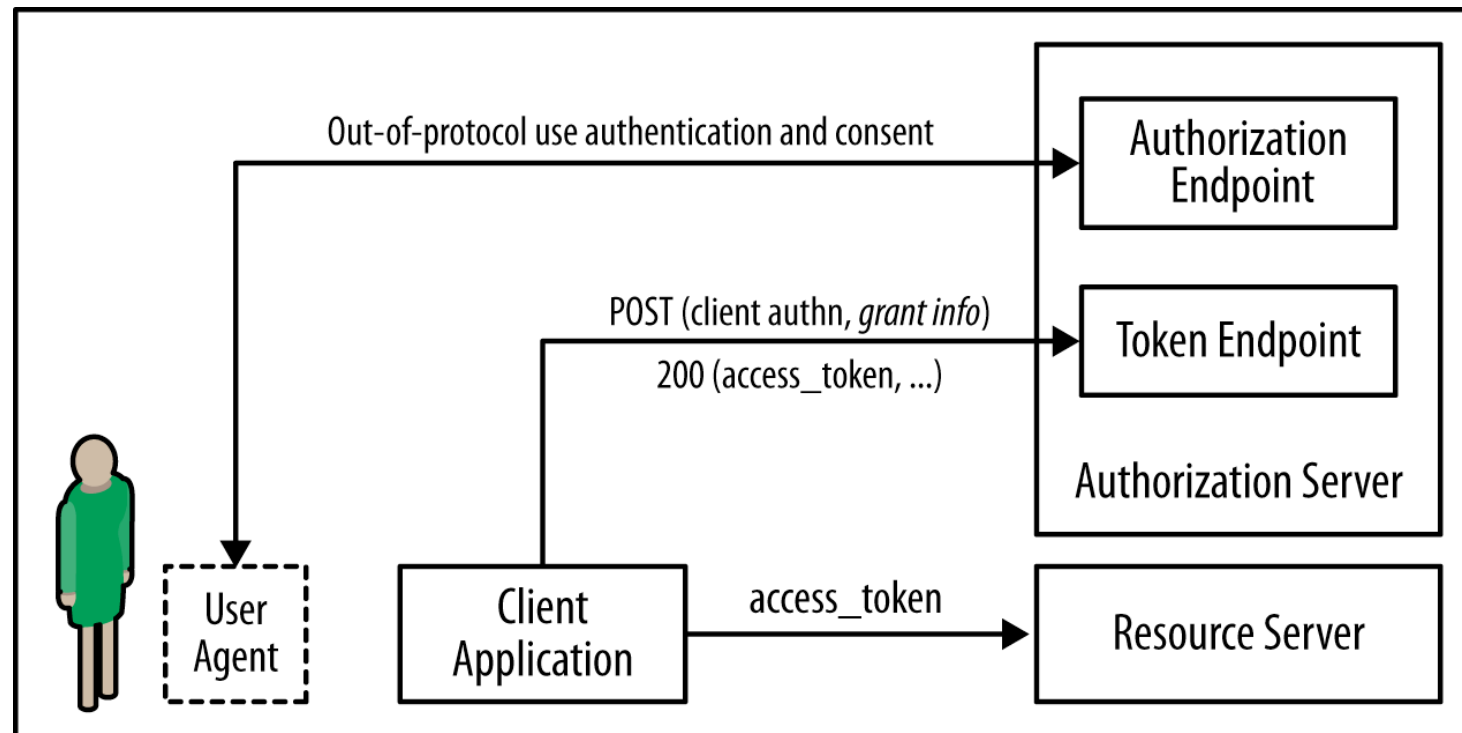 Out-of-protocol use authentication and consent
Authorization
Endpoint
POST (client authn, grant info)
200 (access_token, ...)
Token Endpoint
Authorization Server
User
Agent
Client
Application
access_token
Resource Server